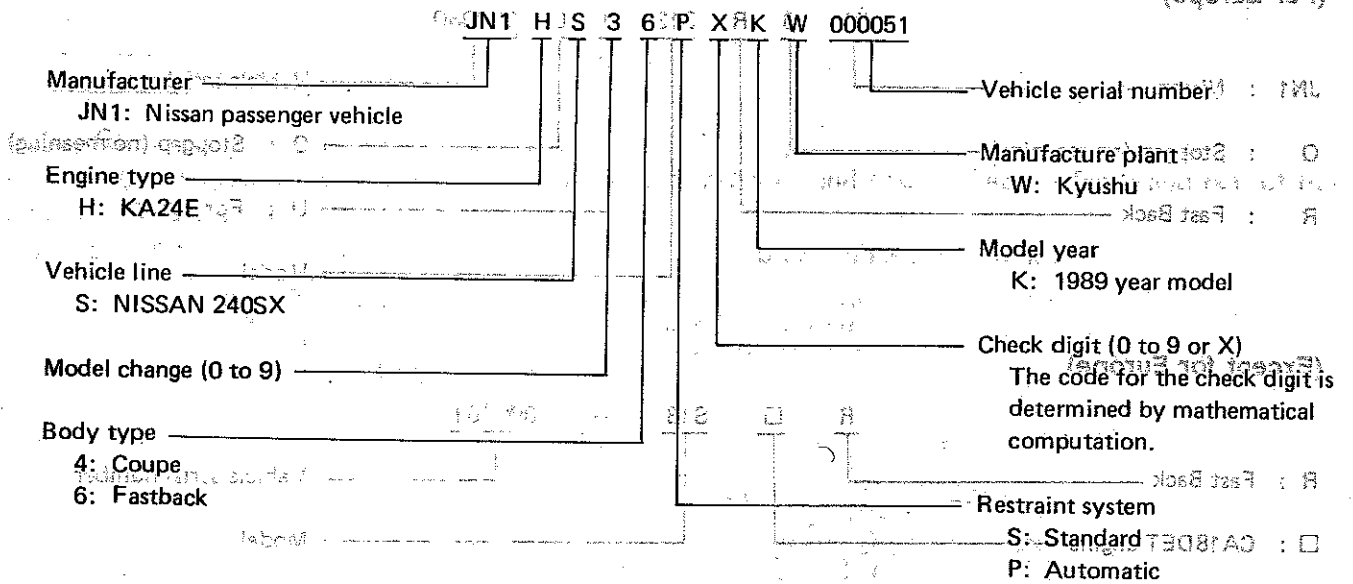 JN1 H S 3 6 P X K W 000051
Manufacturer
JN1: Nissan passenger vehicle
Engine type
H: KA24E
Vehicle line
S: NISSAN 240SX
Model change (0 to 9)
Body type
4: Coupe
6: Fastback
Vehicle serial number
Manufacture plant
W: Kyushu
Model year
K: 1989 year model
Check digit (0 to 9 or X)
The code for the check digit is
determined by mathematical
computation.
Restraint system
S: Standard
P: Automatic